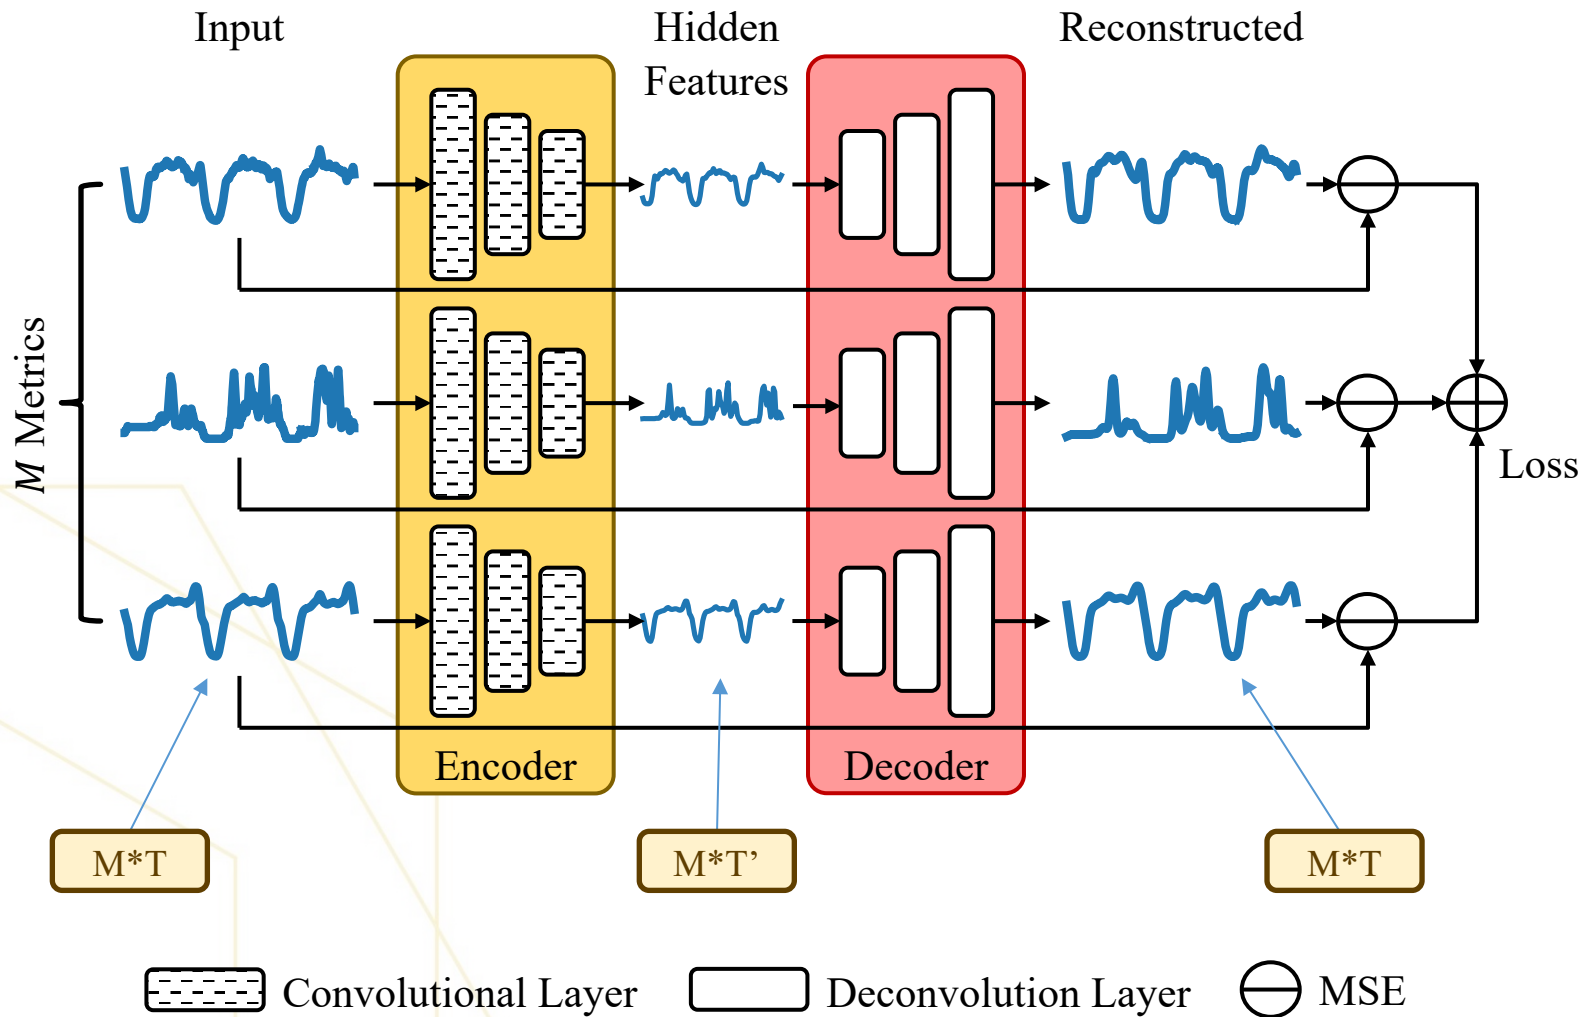 Input
Hidden
Features
Reconstructed
M Metrics
Loss
Encoder
Decoder
M*T
M*T’
M*T
Convolutional Layer
Deconvolution Layer
MSE